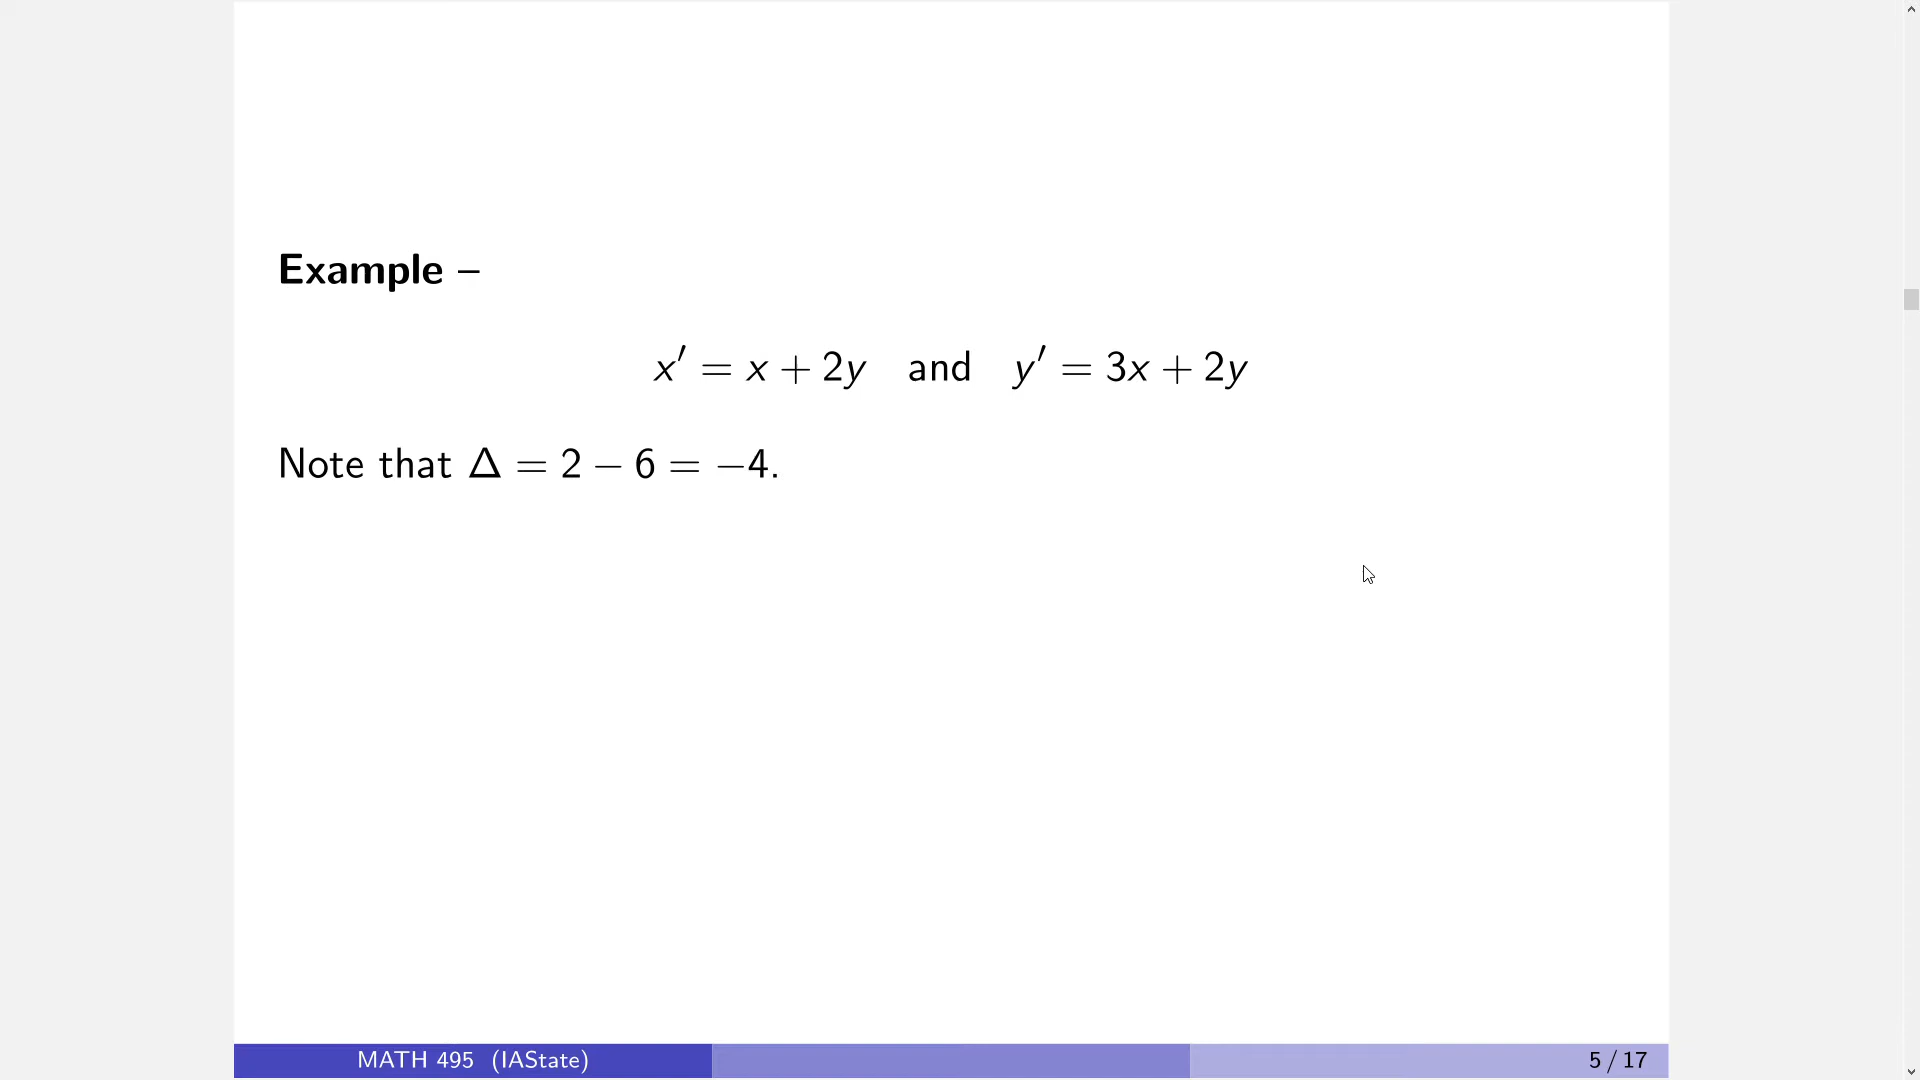 Example –
x′ = x + 2y and y′ = 3x + 2y
Note that Δ = 2 − 6 = −4.
MATH 495 (IAState)
5 / 17